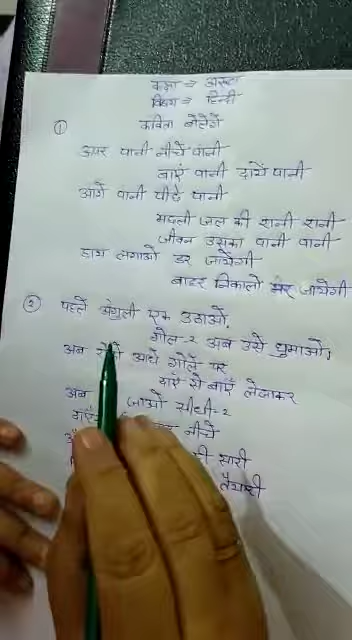 कक्षा ⇒
विषय ⇒ हिन्दी
कविता बोलेगें
①
ऊपर पानी नीचे पानी
बाएं पानी दायें पानी
आगे पानी पीछे पानी
मछली जल की रानी रानी
जीवन उसका पानी पानी
हाथ लगाओं डर जायेगी
बाहर निकालो मर जायेगी
② पहले अंगुली एक उठाओं,
गोल-2 अब उसे घुमाओं,
अब आधे गोले पर
दाएं से बाएं लेजाकर
अब जाओं सीधी-2
नीचे
सारी
तैयारी